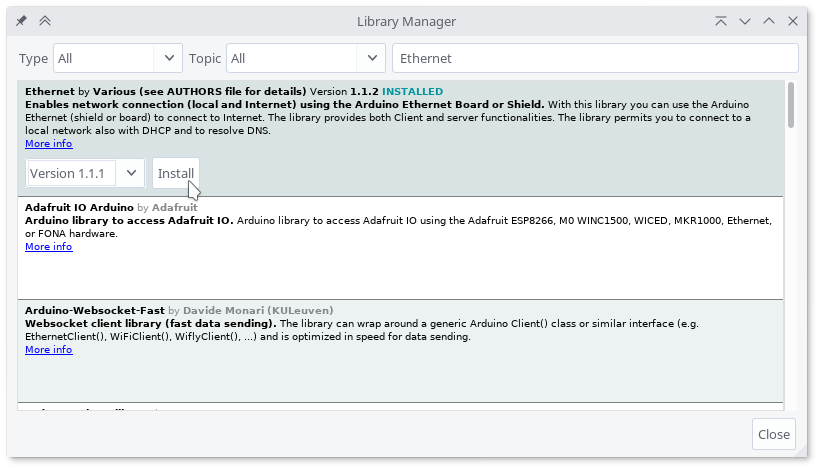 Library Manager
Type All Topic All Ethernet
Ethernet by Various (see AUTHORS file for details) Version 1.1.2 INSTALLED
Enables network connection (local and Internet) using the Arduino Ethernet Board or Shield. With this library you can use the Arduino
Ethernet (shield or board) to connect to Internet. The library provides both Client and server functionalities. The library permits you to connect to a
local network also with DHCP and to resolve DNS.
More info
Version 1.1.1 Install
Adafruit IO Arduino by Adafruit
Arduino library to access Adafruit IO. Arduino library to access Adafruit IO using the Adafruit ESP8266, M0 WINC1500, WICED, MKR1000, Ethernet,
or FONA hardware.
More info
Arduino-Websocket-Fast by Davide Monari (KULeuven)
Websocket client library (fast data sending). The library can wrap around a generic Arduino Client() class or similar interface (e.g.
EthernetClient(), WiFiClient(), WiflyClient(), ...) and is optimized in speed for data sending.
More info
Close